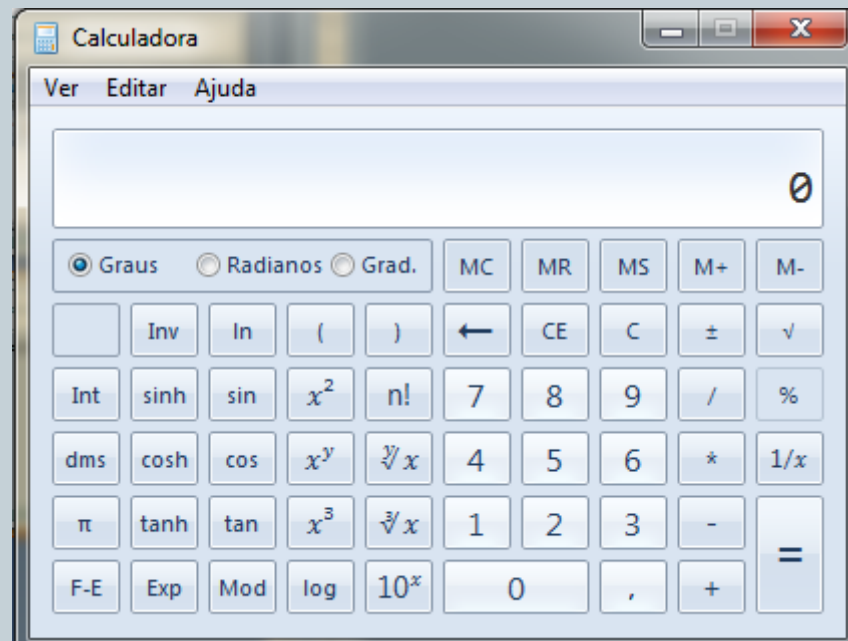 Calculadora
Ver Editar Ajuda
0
Graus Radianos Grad. MC MR MS M+ M-
Inv ln ( ) ← CE C ± √
Int sinh sin x² n! 7 8 9 / %
dms cosh cos xʸ ʸ√x 4 5 6 * 1/x
π tanh tan x³ ³√x 1 2 3 - =
F-E Exp Mod log 10ˣ 0 , +